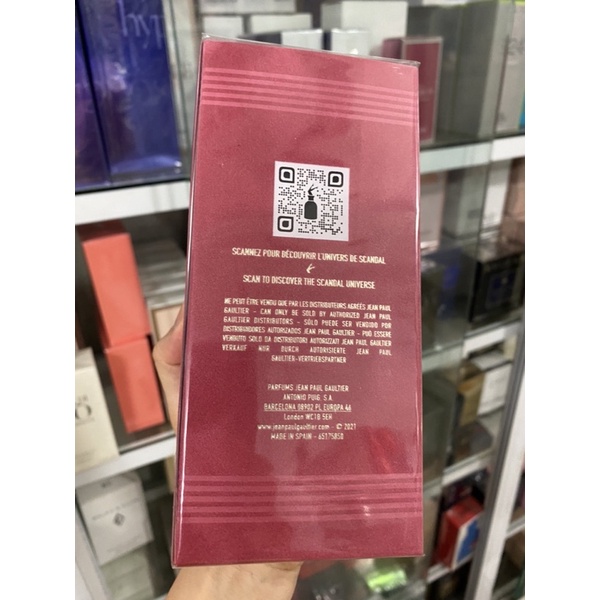 hyp
SCANNEZ POUR DÉCOUVRIR L'UNIVERS DE SCANDAL
SCAN TO DISCOVER THE SCANDAL UNIVERSE
NE PEUT ÊTRE VENDU QUE PAR LES DISTRIBUTEURS AGREÉS JEAN PAUL
GAULTIER - CAN ONLY BE SOLD BY AUTHORIZED JEAN PAUL
GAULTIER DISTRIBUTORS - SÓLO PUEDE SER VENDIDO POR
DISTRIBUIDORES AUTORIZADOS JEAN PAUL GAULTIER - PUÒ ESSERE
VENDUTO SOLO DA DISTRIBUTORI AUTORIZZATI JEAN PAUL GAULTIER
VERKAUF NUR DURCH AUTORISIERTE JEAN PAUL
GAULTIER-VERTRIEBSPARTNER
PARFUMS JEAN PAUL GAULTIER
ANTONIO PUIG, S.A
BARCELONA 08902 PL EUROPA 46
London WC1B 5EH
www.jeanpaulgaultier.com - © 2021
MADE IN SPAIN - 65175850